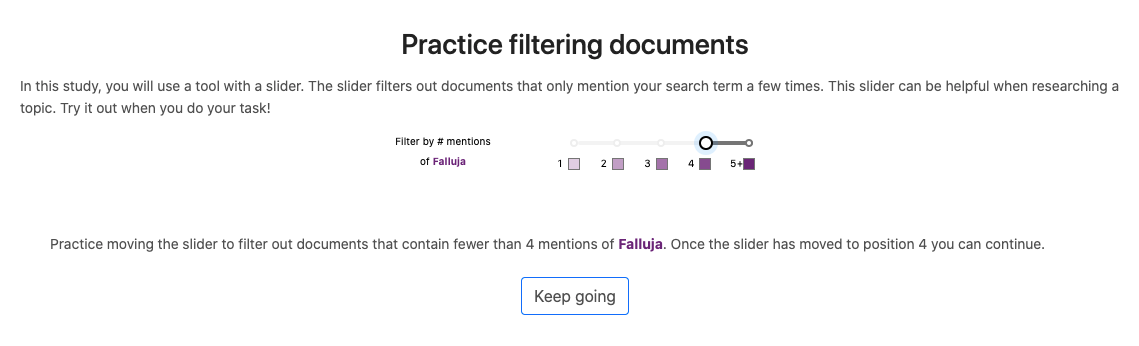 Practice filtering documents
In this study, you will use a tool with a slider. The slider filters out documents that only mention your search term a few times. This slider can be helpful when researching a
topic. Try it out when you do your task!
Filter by # mentions
of Falluja
1 2 3 4 5+
Practice moving the slider to filter out documents that contain fewer than 4 mentions of Falluja. Once the slider has moved to position 4 you can continue.
Keep going